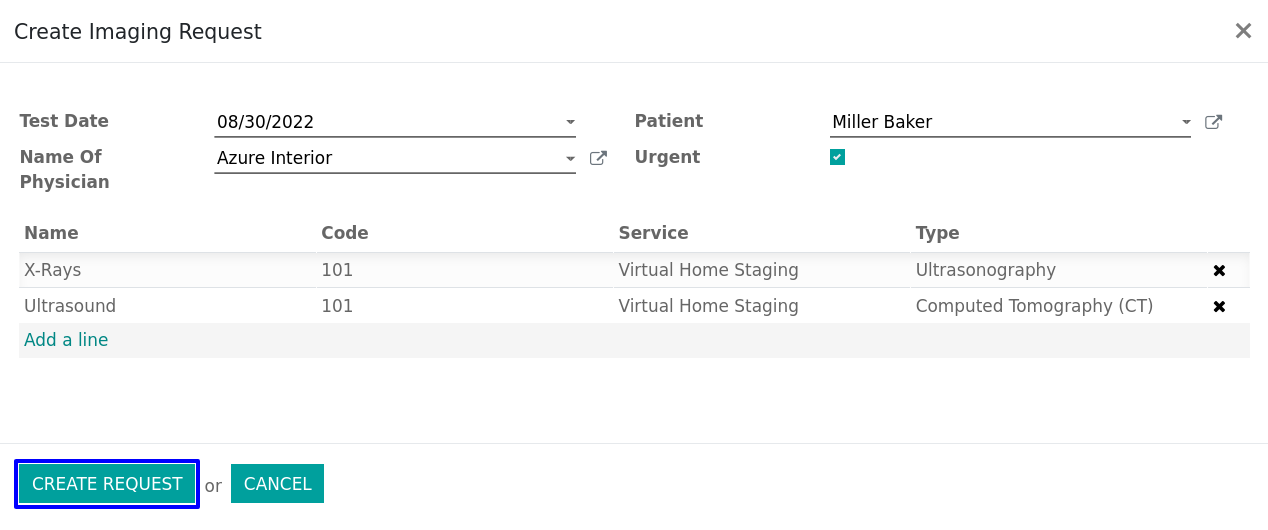 Create Imaging Request
Test Date 08/30/2022 Patient Miller Baker
Name Of Physician Azure Interior Urgent
Name Code Service Type
X-Rays 101 Virtual Home Staging Ultrasonography
Ultrasound 101 Virtual Home Staging Computed Tomography (CT)
Add a line
CREATE REQUEST or CANCEL